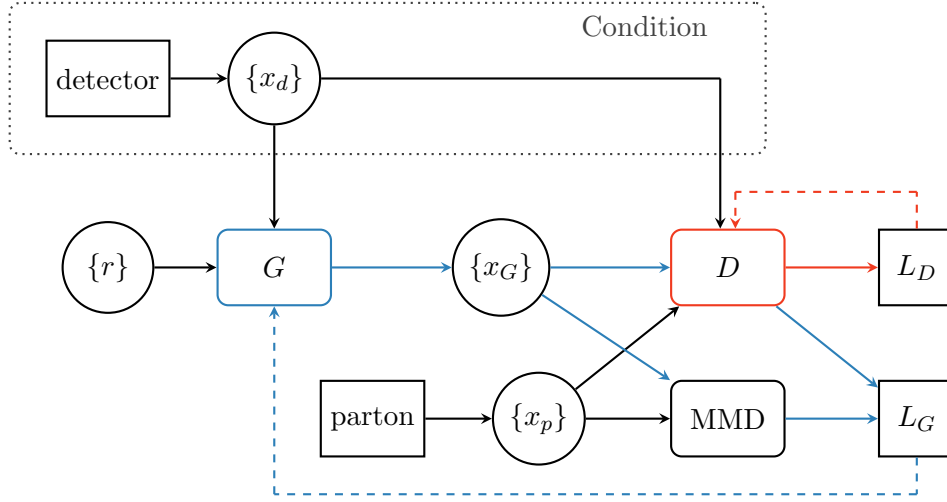 Condition
detector
{x_d}
{r}
G
{x_G}
D
L_D
parton
{x_p}
MMD
L_G